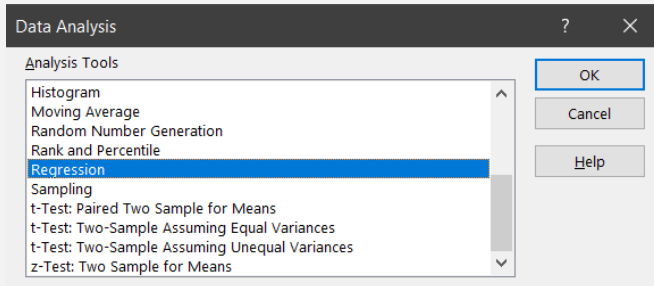 Data Analysis ? ×
Analysis Tools
Histogram
Moving Average
Random Number Generation
Rank and Percentile
Regression
Sampling
t-Test: Paired Two Sample for Means
t-Test: Two-Sample Assuming Equal Variances
t-Test: Two-Sample Assuming Unequal Variances
z-Test: Two Sample for Means
OK
Cancel
Help